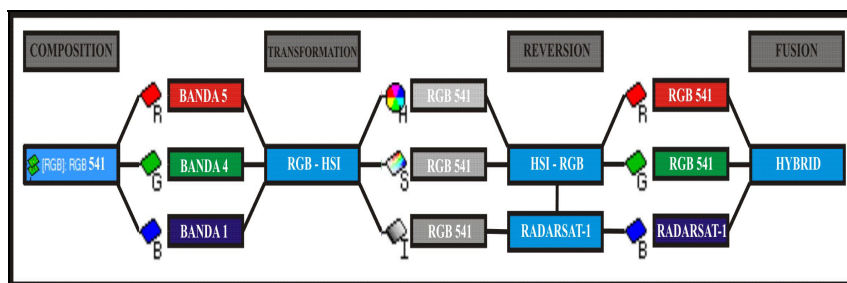 COMPOSITION
TRANSFORMATION
REVERSION
FUSION
R
BANDA 5
H
RGB 541
R
RGB 541
[RGB]: RGB 541
G
BANDA 4
RGB - HSI
S
RGB 541
HSI - RGB
G
RGB 541
HYBRID
B
BANDA 1
I
RGB 541
RADARSAT-1
B
RADARSAT-1